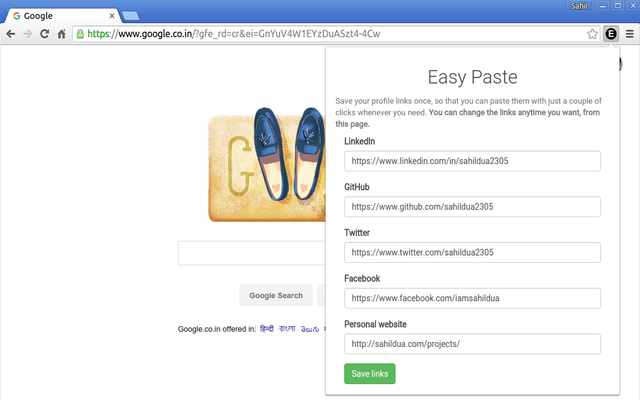 Sahil
Google
https://www.google.co.in/?gfe_rd=cr&ei=GnYuV4W1EYzDuASzt4-4Cw
E
Easy Paste
Save your profile links once, so that you can paste them with just a couple of
clicks whenever you need. You can change the links anytime you want, from
this page.
LinkedIn
https://www.linkedin.com/in/sahildua2305
GitHub
https://www.github.com/sahildua2305
Twitter
https://www.twitter.com/sahildua2305
Facebook
https://www.facebook.com/iamsahildua
Personal website
http://sahildua.com/projects/
Save links
G
Google Search
Google.co.in offered in: हिन्दी বাংলা తెలుగు